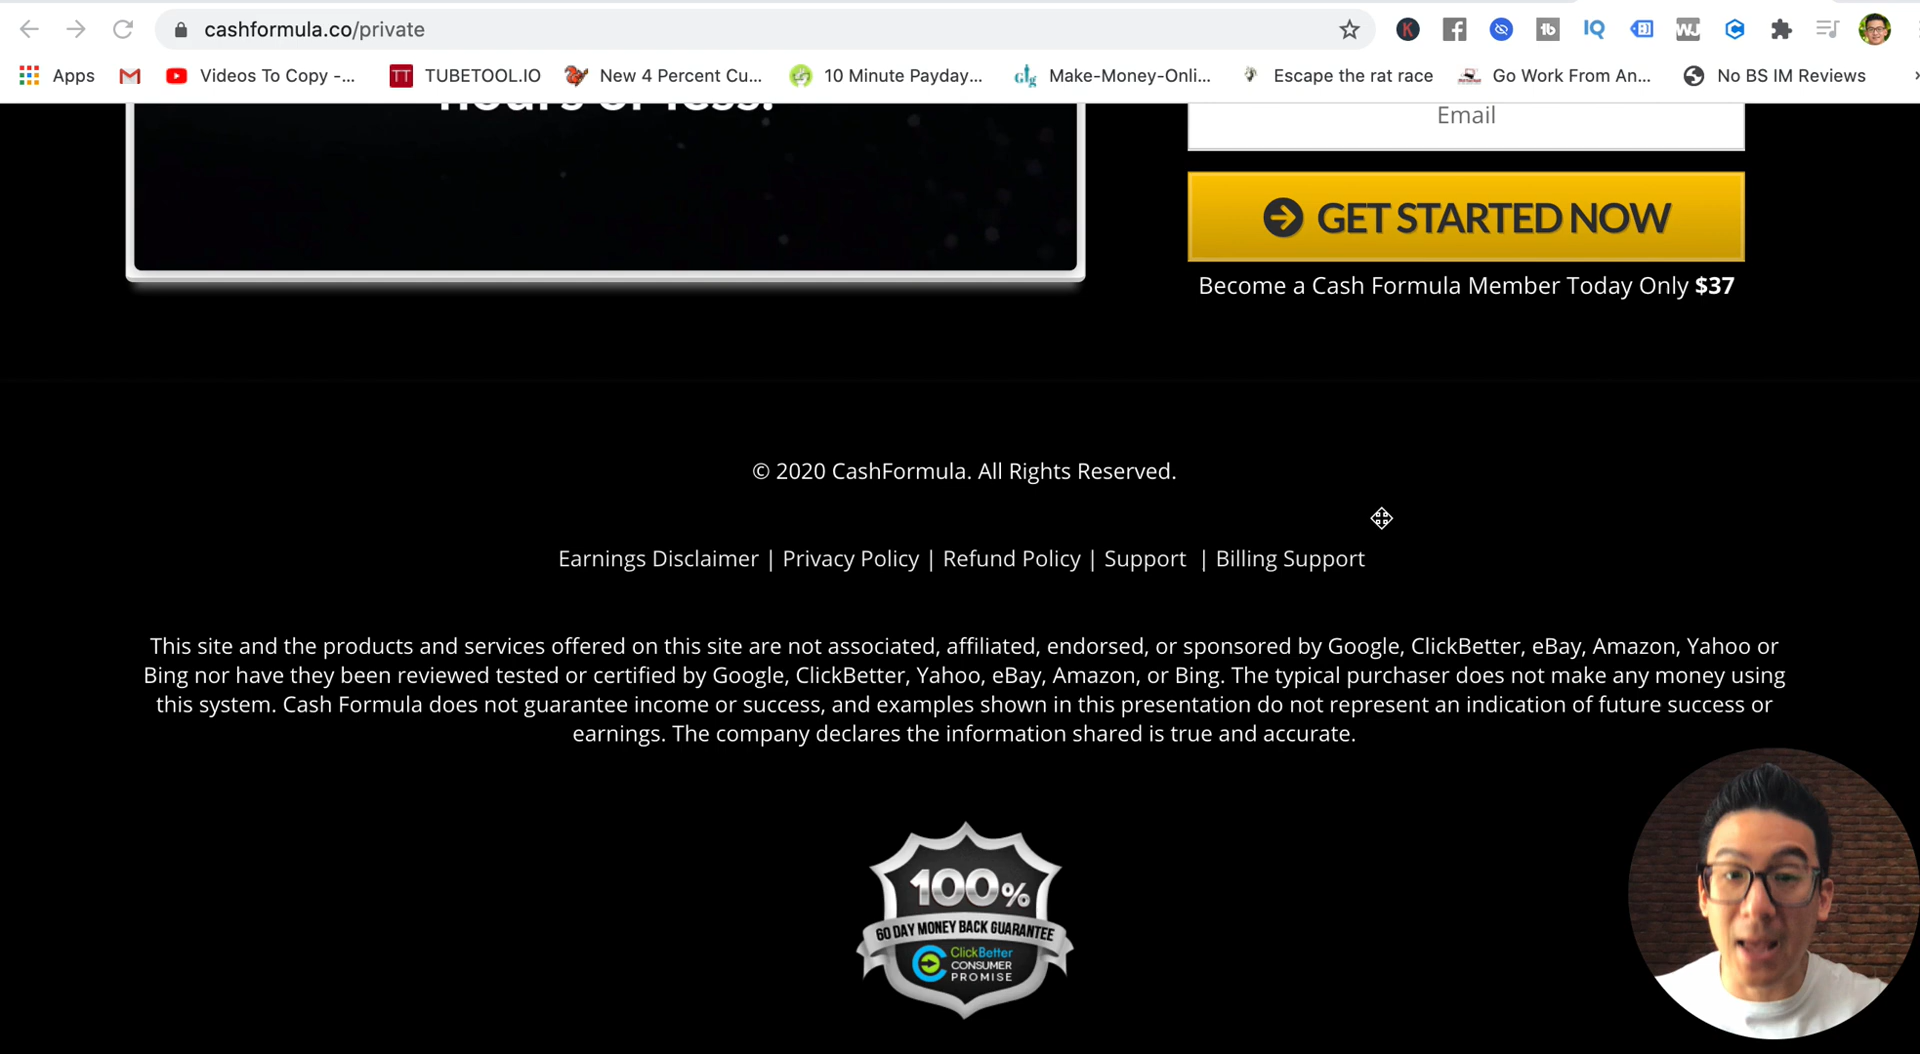 cashformula.co/private
Apps
Videos To Copy -...
TT
TUBETOOL.IO
New 4 Percent Cu...
10 Minute Payday...
Make-Money-Onli...
Escape the rat race
Go Work From An...
No BS IM Reviews
hours or less.
Email
GET STARTED NOW
Become a Cash Formula Member Today Only $37
© 2020 CashFormula. All Rights Reserved.
Earnings Disclaimer | Privacy Policy | Refund Policy | Support | Billing Support
This site and the products and services offered on this site are not associated, affiliated, endorsed, or sponsored by Google, ClickBetter, eBay, Amazon, Yahoo or
Bing nor have they been reviewed tested or certified by Google, ClickBetter, Yahoo, eBay, Amazon, or Bing. The typical purchaser does not make any money using
this system. Cash Formula does not guarantee income or success, and examples shown in this presentation do not represent an indication of future success or
earnings. The company declares the information shared is true and accurate.
100%
60 DAY MONEY BACK GUARANTEE
ClickBetter
CONSUMER
PROMISE